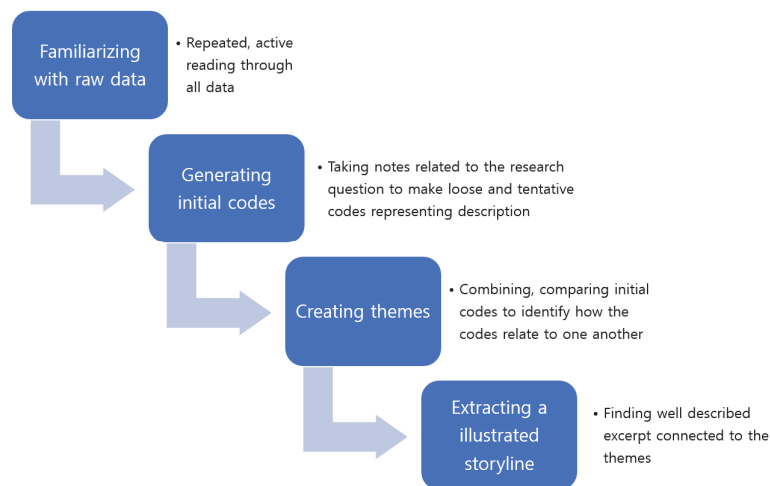 Familiarizing
with raw data
• Repeated, active
reading through
all data
Generating
initial codes
• Taking notes related to the research
question to make loose and tentative
codes representing description
Creating themes
• Combining, comparing initial
codes to identify how the
codes relate to one another
Extracting a
illustrated
storyline
• Finding well described
excerpt connected to the
themes